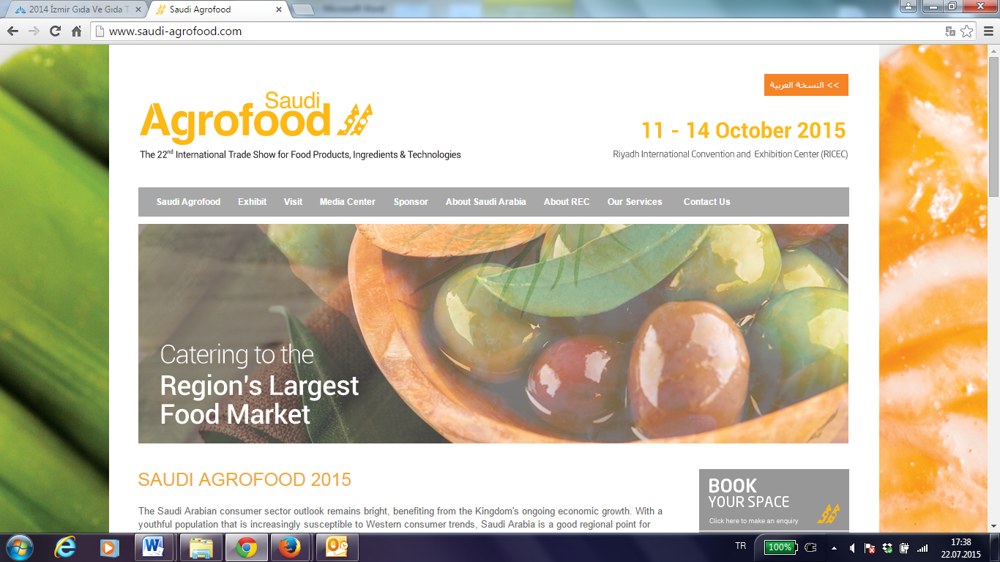 2014 İzmir Gıda Ve Gıda T
Saudi Agrofood
www.saudi-agrofood.com
<< النسخة العربية
Saudi
Agrofood
11 - 14 October 2015
The 22nd International Trade Show for Food Products, Ingredients & Technologies
Riyadh International Convention and Exhibition Center (RICEC)
Saudi Agrofood Exhibit Visit Media Center Sponsor About Saudi Arabia About REC Our Services Contact Us
Catering to the
Region's Largest
Food Market
SAUDI AGROFOOD 2015
The Saudi Arabian consumer sector outlook remains bright, benefiting from the Kingdom's ongoing economic growth. With a
youthful population that is increasingly susceptible to Western consumer trends, Saudi Arabia is a good regional point for
BOOK
YOUR SPACE
Click here to make an enquiry
TR
100%
17:38
22.07.2015